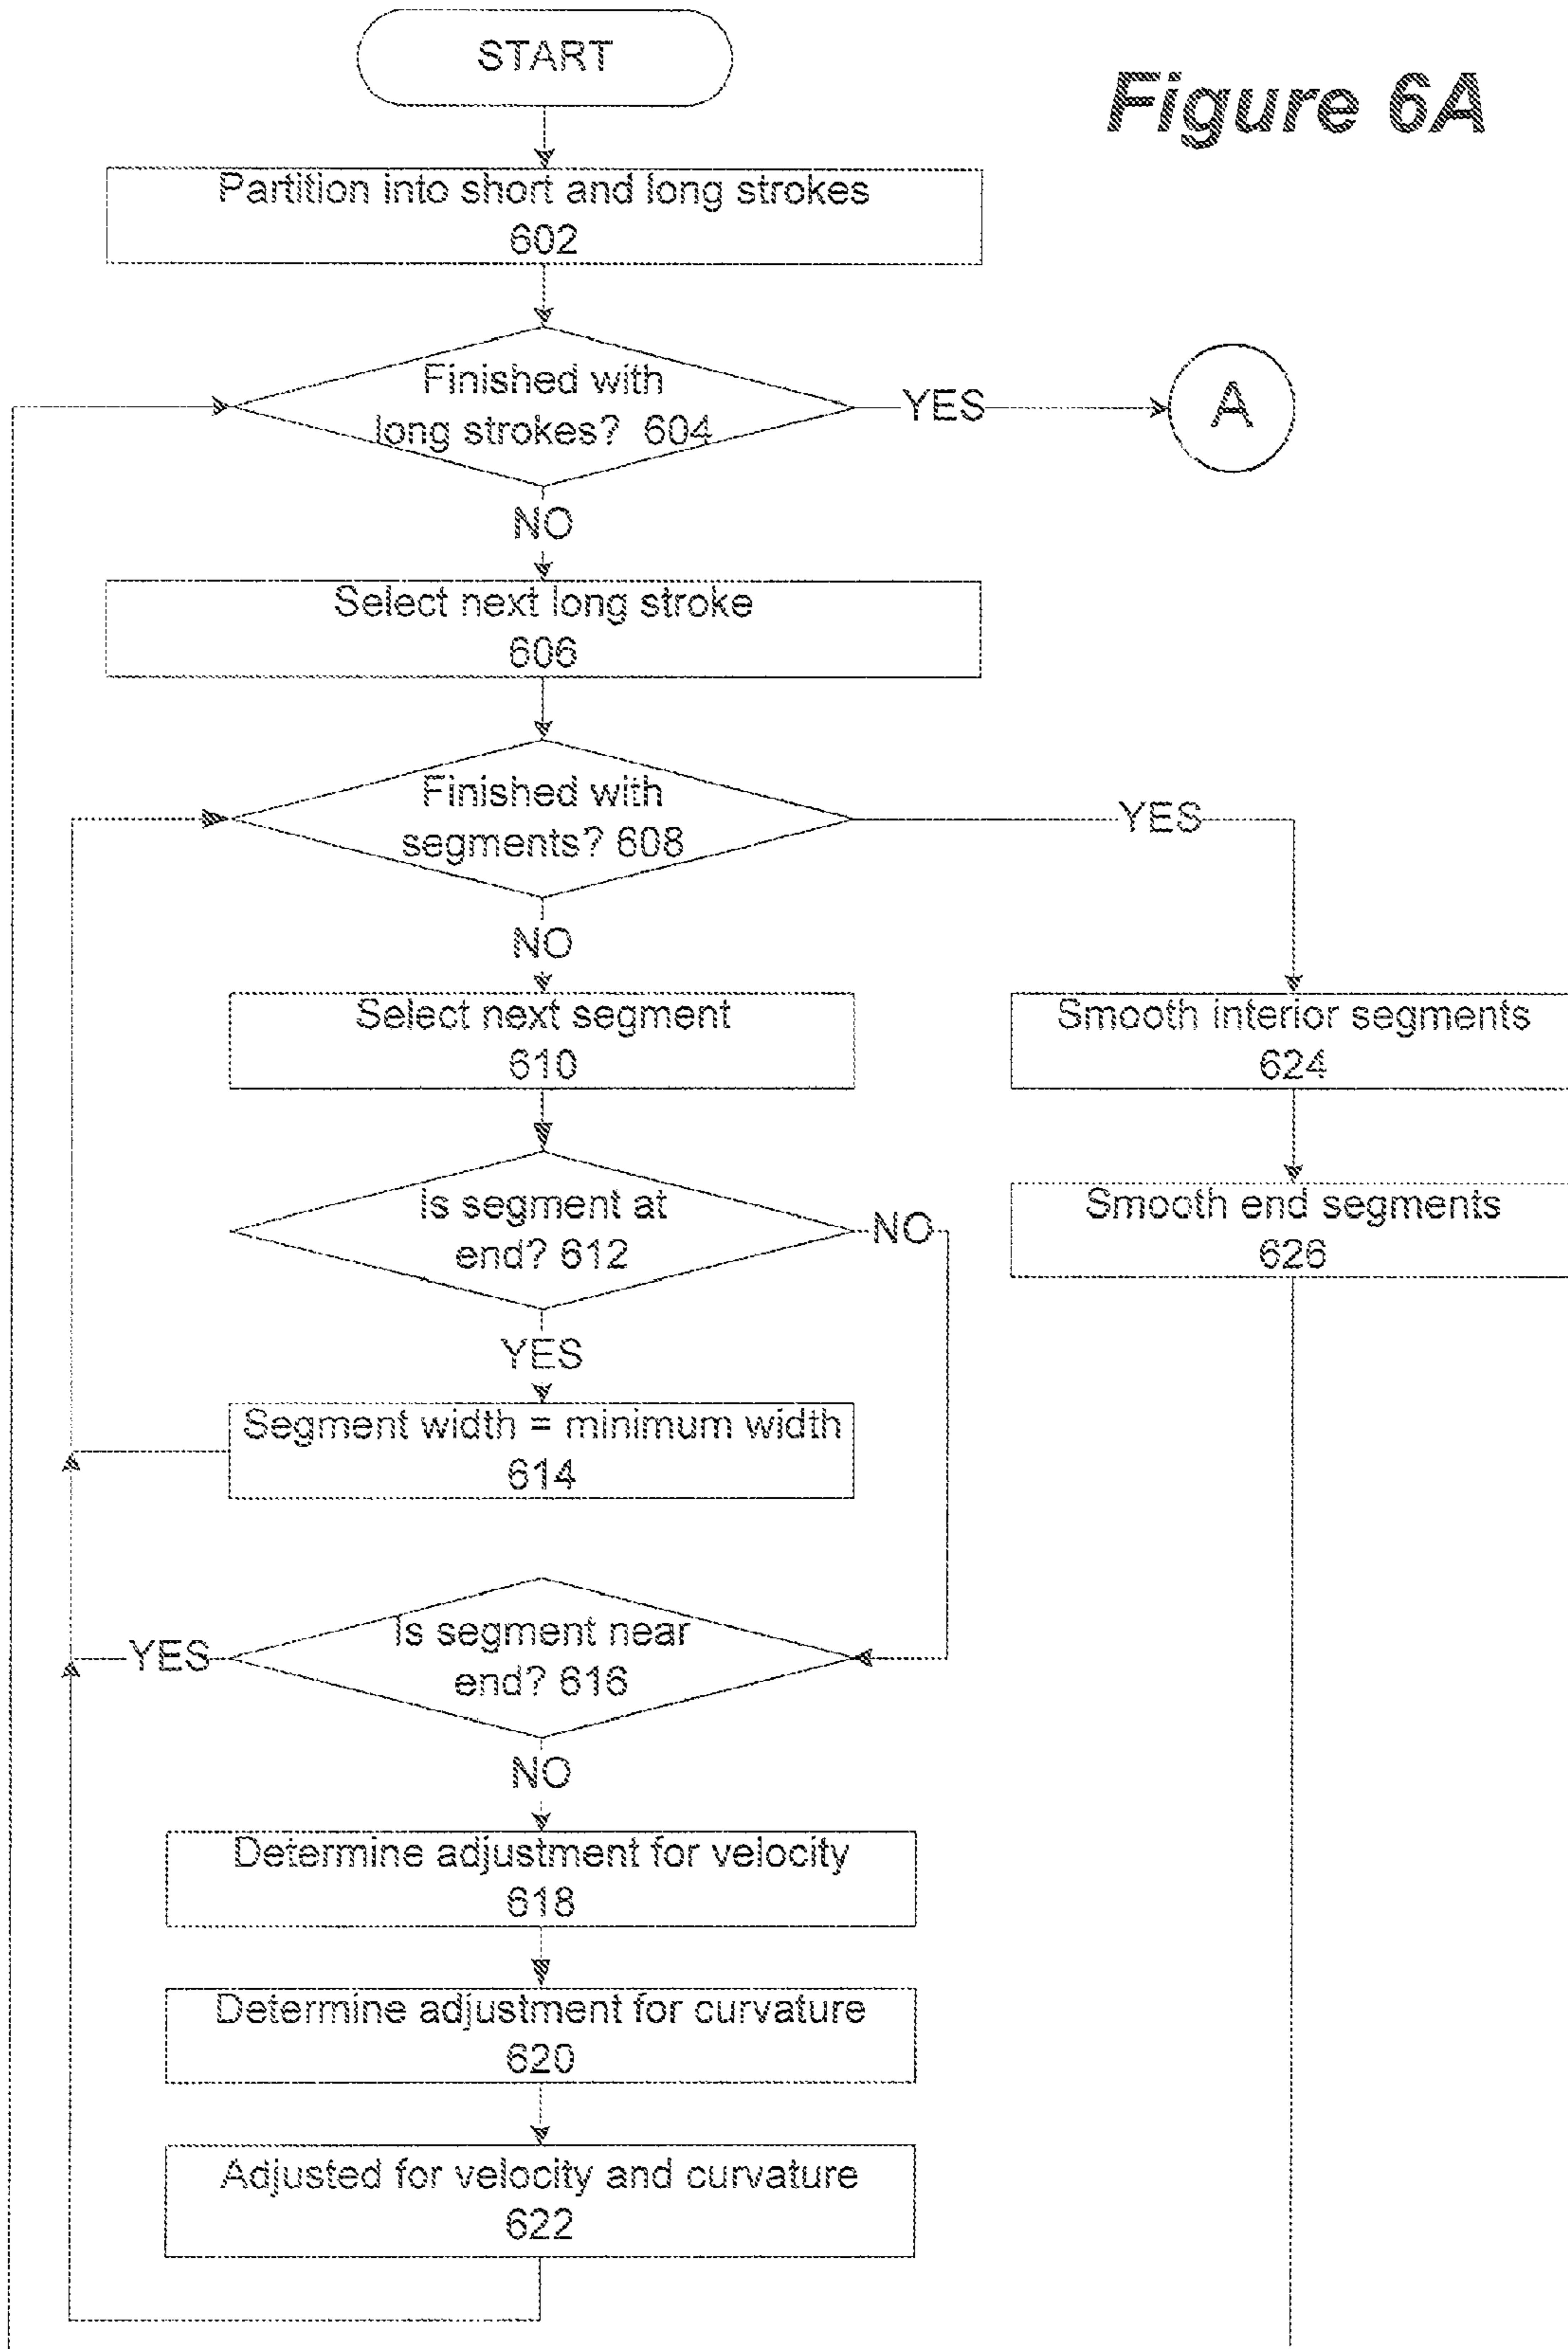 START
Figure 6A
Partition into short and long strokes
602
Finished with
long strokes? 604
YES
A
NO
Select next long stroke
606
Finished with
segments? 608
YES
NO
Select next segment
610
Smooth interior segments
624
Is segment at
end? 612
NO
Smooth end segments
626
YES
Segment width = minimum width
614
Is segment near
end? 616
YES
NO
Determine adjustment for velocity
618
Determine adjustment for curvature
620
Adjusted for velocity and curvature
622